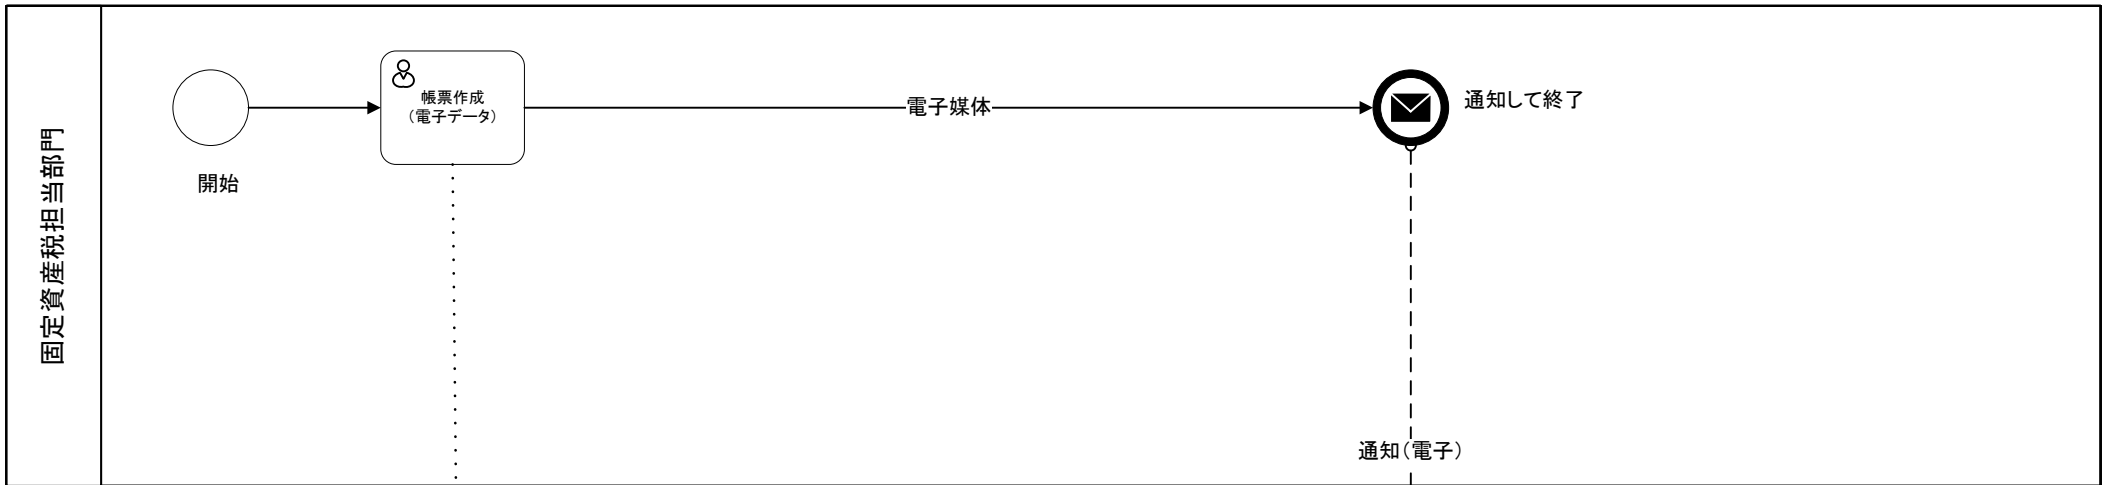 固定資産税担当部門
開始
帳票作成
（電子データ）
電子媒体
通知して終了
通知（電子）